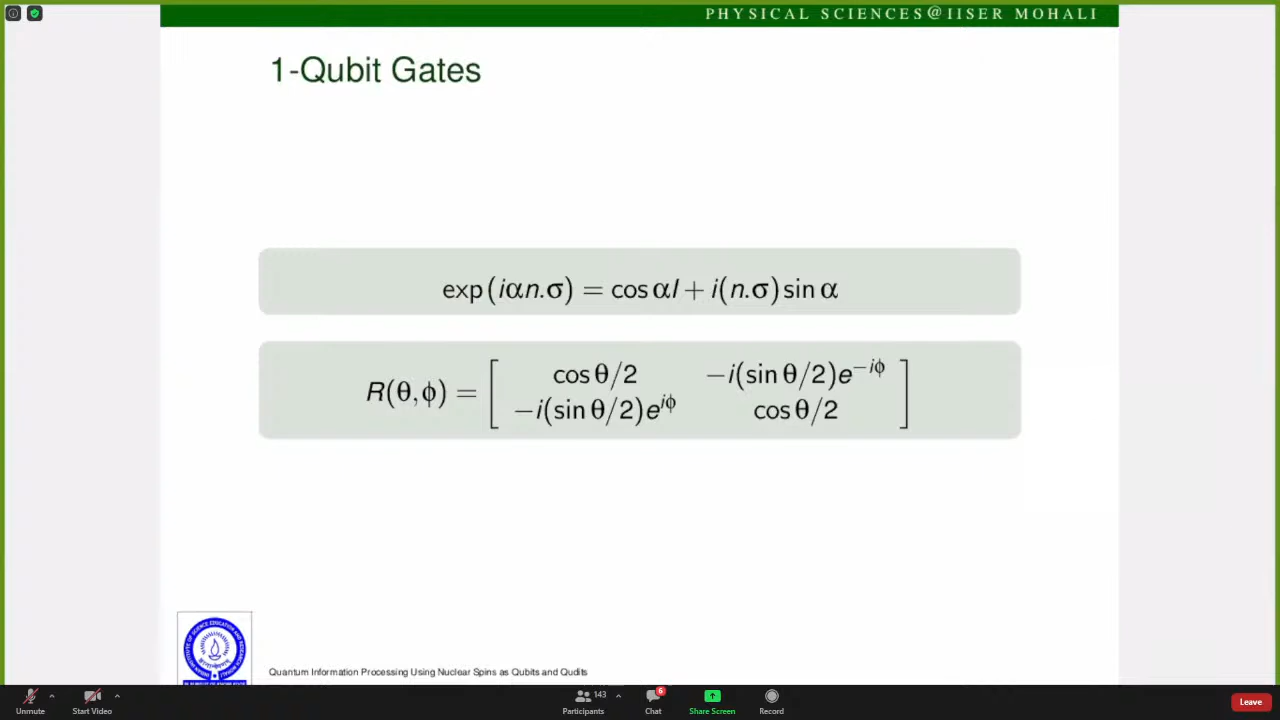 PHYSICAL SCIENCES@IISER MOHALI
1-Qubit Gates
exp(iαn.σ) = cos αI + i(n.σ) sin α
R(θ,ϕ) = [ cos θ/2 −i(sin θ/2)e^{−iϕ}
−i(sin θ/2)e^{iϕ} cos θ/2 ]
Quantum Information Processing Using Nuclear Spins as Qubits and Qudits
143
6
Unmute
Start Video
Participants
Chat
Share Screen
Record
Leave